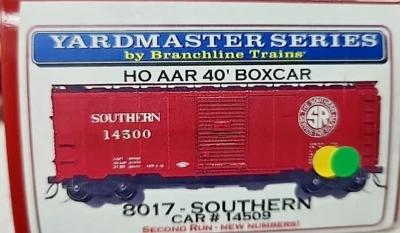 YARDMASTER SERIES
by Branchline Trains
HO AAR 40' BOXCAR
SOUTHERN
14300
SR
8017 - SOUTHERN
CAR # 14509
SECOND RUN - NEW NUMBERS!